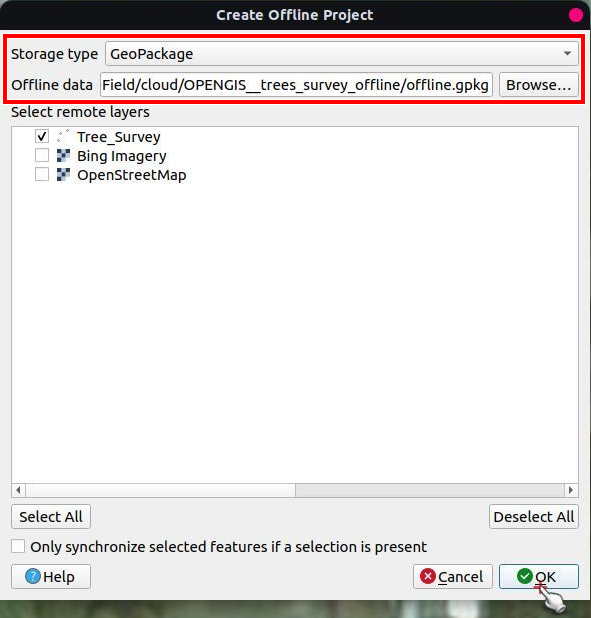 Create Offline Project
Storage type GeoPackage
Offline data Field/cloud/OPENGIS__trees_survey_offline/offline.gpkg Browse...
Select remote layers
Tree_Survey
Bing Imagery
OpenStreetMap
Select All Deselect All
Only synchronize selected features if a selection is present
Help Cancel OK